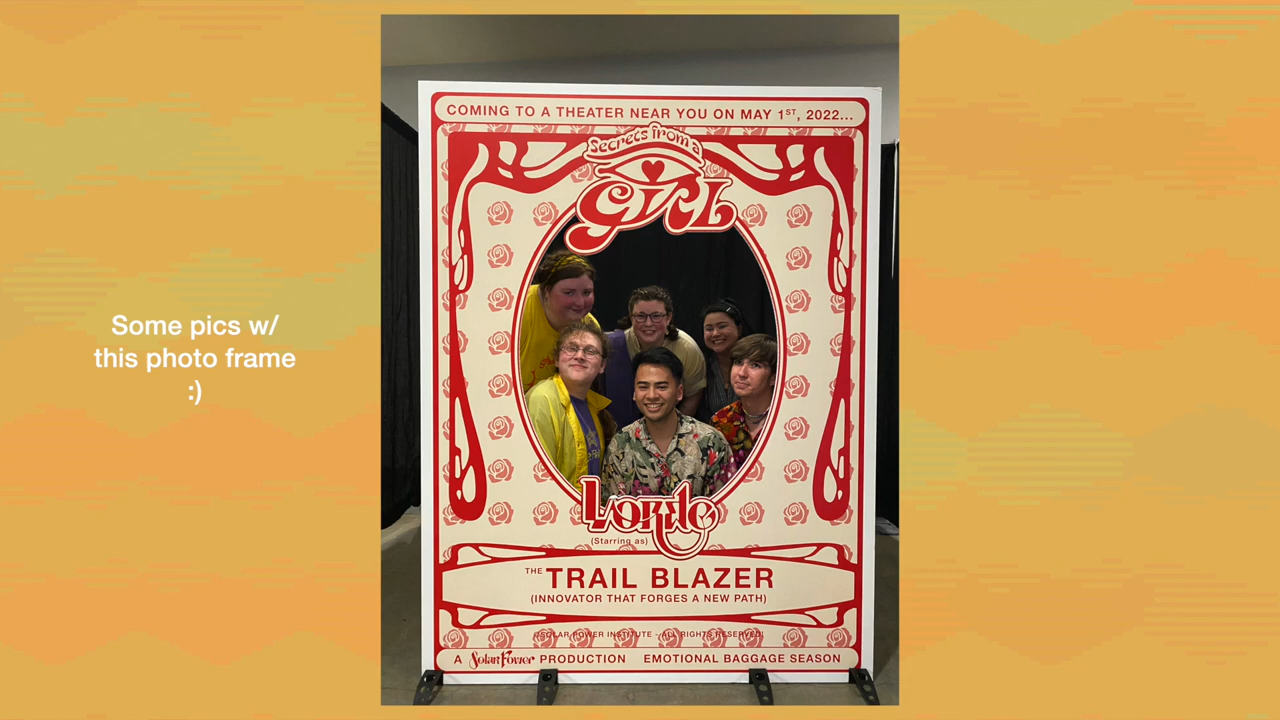 Some pics w/
this photo frame
:)
COMING TO A THEATER NEAR YOU ON MAY 1ST, 2022...
Secrets from a
GIRL
Lorde
(Starring as)
THE TRAIL BLAZER
(INNOVATOR THAT FORGES A NEW PATH)
SOLAR POWER INSTITUTE - ALL RIGHTS RESERVED
A Solar Power PRODUCTION EMOTIONAL BAGGAGE SEASON